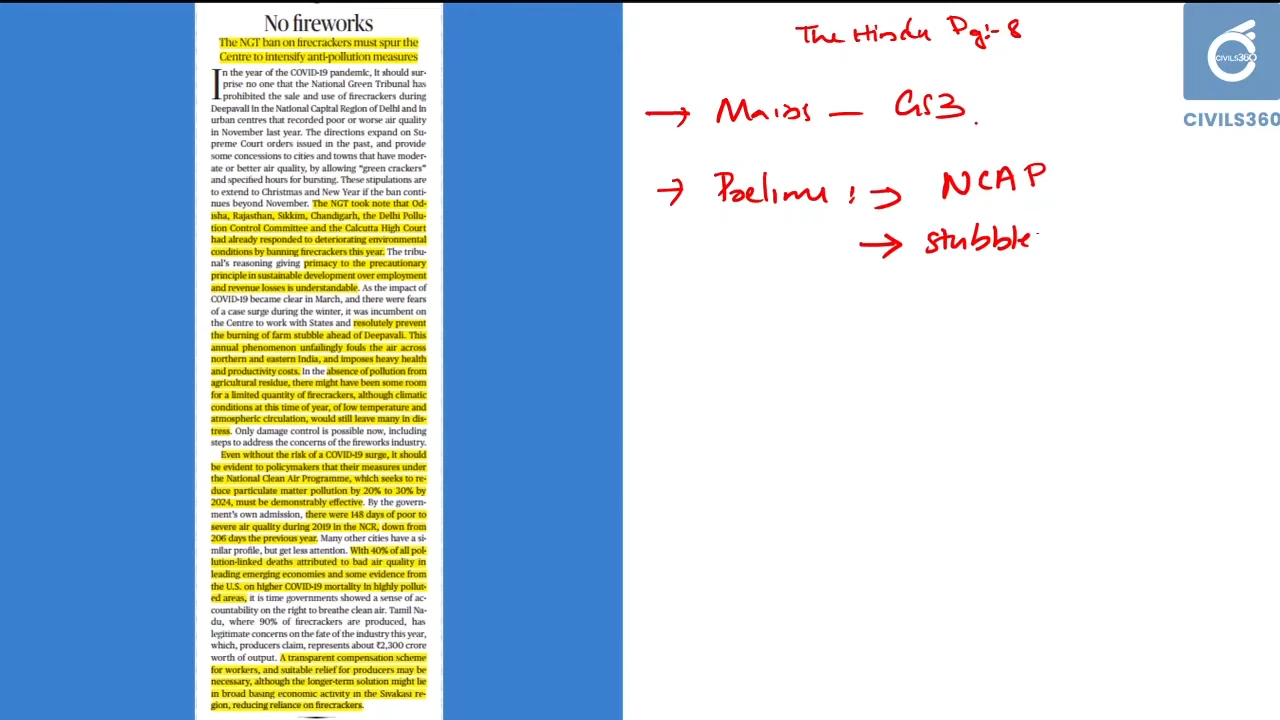 No fireworks
The NGT ban on firecrackers must spur the
Centre to intensify anti-pollution measures
In the year of the COVID-19 pandemic, it should sur-
prise no one that the National Green Tribunal has
prohibited the sale and use of firecrackers during
Deepavali in the National Capital Region of Delhi and in
urban centres that recorded poor or worse air quality
in November last year. The directions expand on Su-
preme Court orders issued in the past, and provide
some concessions to cities and towns that have moder-
ate or better air quality, by allowing “green crackers”
and specified hours for bursting. These stipulations are
to extend to Christmas and New Year if the ban conti-
nues beyond November. The NGT took note that Od-
isha, Rajasthan, Sikkim, Chandigarh, the Delhi Pollu-
tion Control Committee and the Calcutta High Court
had already responded to deteriorating environmental
conditions by banning firecrackers this year. The tribu-
nal’s reasoning giving primacy to the precautionary
principle in sustainable development over employment
and revenue losses is understandable. As the impact of
COVID-19 became clear in March, and there were fears
of a case surge during the winter, it was incumbent on
the Centre to work with States and resolutely prevent
the burning of farm stubble ahead of Deepavali. This
annual phenomenon unfailingly fouls the air across
northern and eastern India, and imposes heavy health
and productivity costs. In the absence of pollution from
agricultural residue, there might have been some room
for a limited quantity of firecrackers, although climatic
conditions at this time of year, of low temperature and
atmospheric circulation, would still leave many in dis-
tress. Only damage control is possible now, including
steps to address the concerns of the fireworks industry.
Even without the risk of a COVID-19 surge, it should
be evident to policymakers that their measures under
the National Clean Air Programme, which seeks to re-
duce particulate matter pollution by 20% to 30% by
2024, must be demonstrably effective. By the govern-
ment’s own admission, there were 148 days of poor to
severe air quality during 2019 in the NCR, down from
206 days the previous year. Many other cities have a si-
milar profile, but get less attention. With 40% of all pol-
lution-linked deaths attributed to bad air quality in
leading emerging economies and some evidence from
the U.S. on higher COVID-19 mortality in highly pollut-
ed areas, it is time governments showed a sense of ac-
countability on the right to breathe clean air. Tamil Na-
du, where 90% of firecrackers are produced, has
legitimate concerns on the fate of the industry this year,
which, producers claim, represents about ₹2,300 crore
worth of output. A transparent compensation scheme
for workers, and suitable relief for producers may be
necessary, although the longer-term solution might lie
in broad basing economic activity in the Sivakasi re-
gion, reducing reliance on firecrackers.
The Hindu Pg:- 8
→ Mains — GS3.
→ Prelims : → NCAP
→ stubble
CIVILS360
CIVILS360